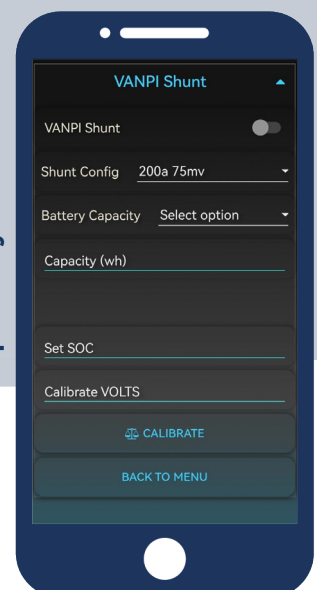 VANPI Shunt
VANPI Shunt
Shunt Config 200a 75mv
Battery Capacity Select option
Capacity (wh)
Set SOC
Calibrate VOLTS
CALIBRATE
BACK TO MENU